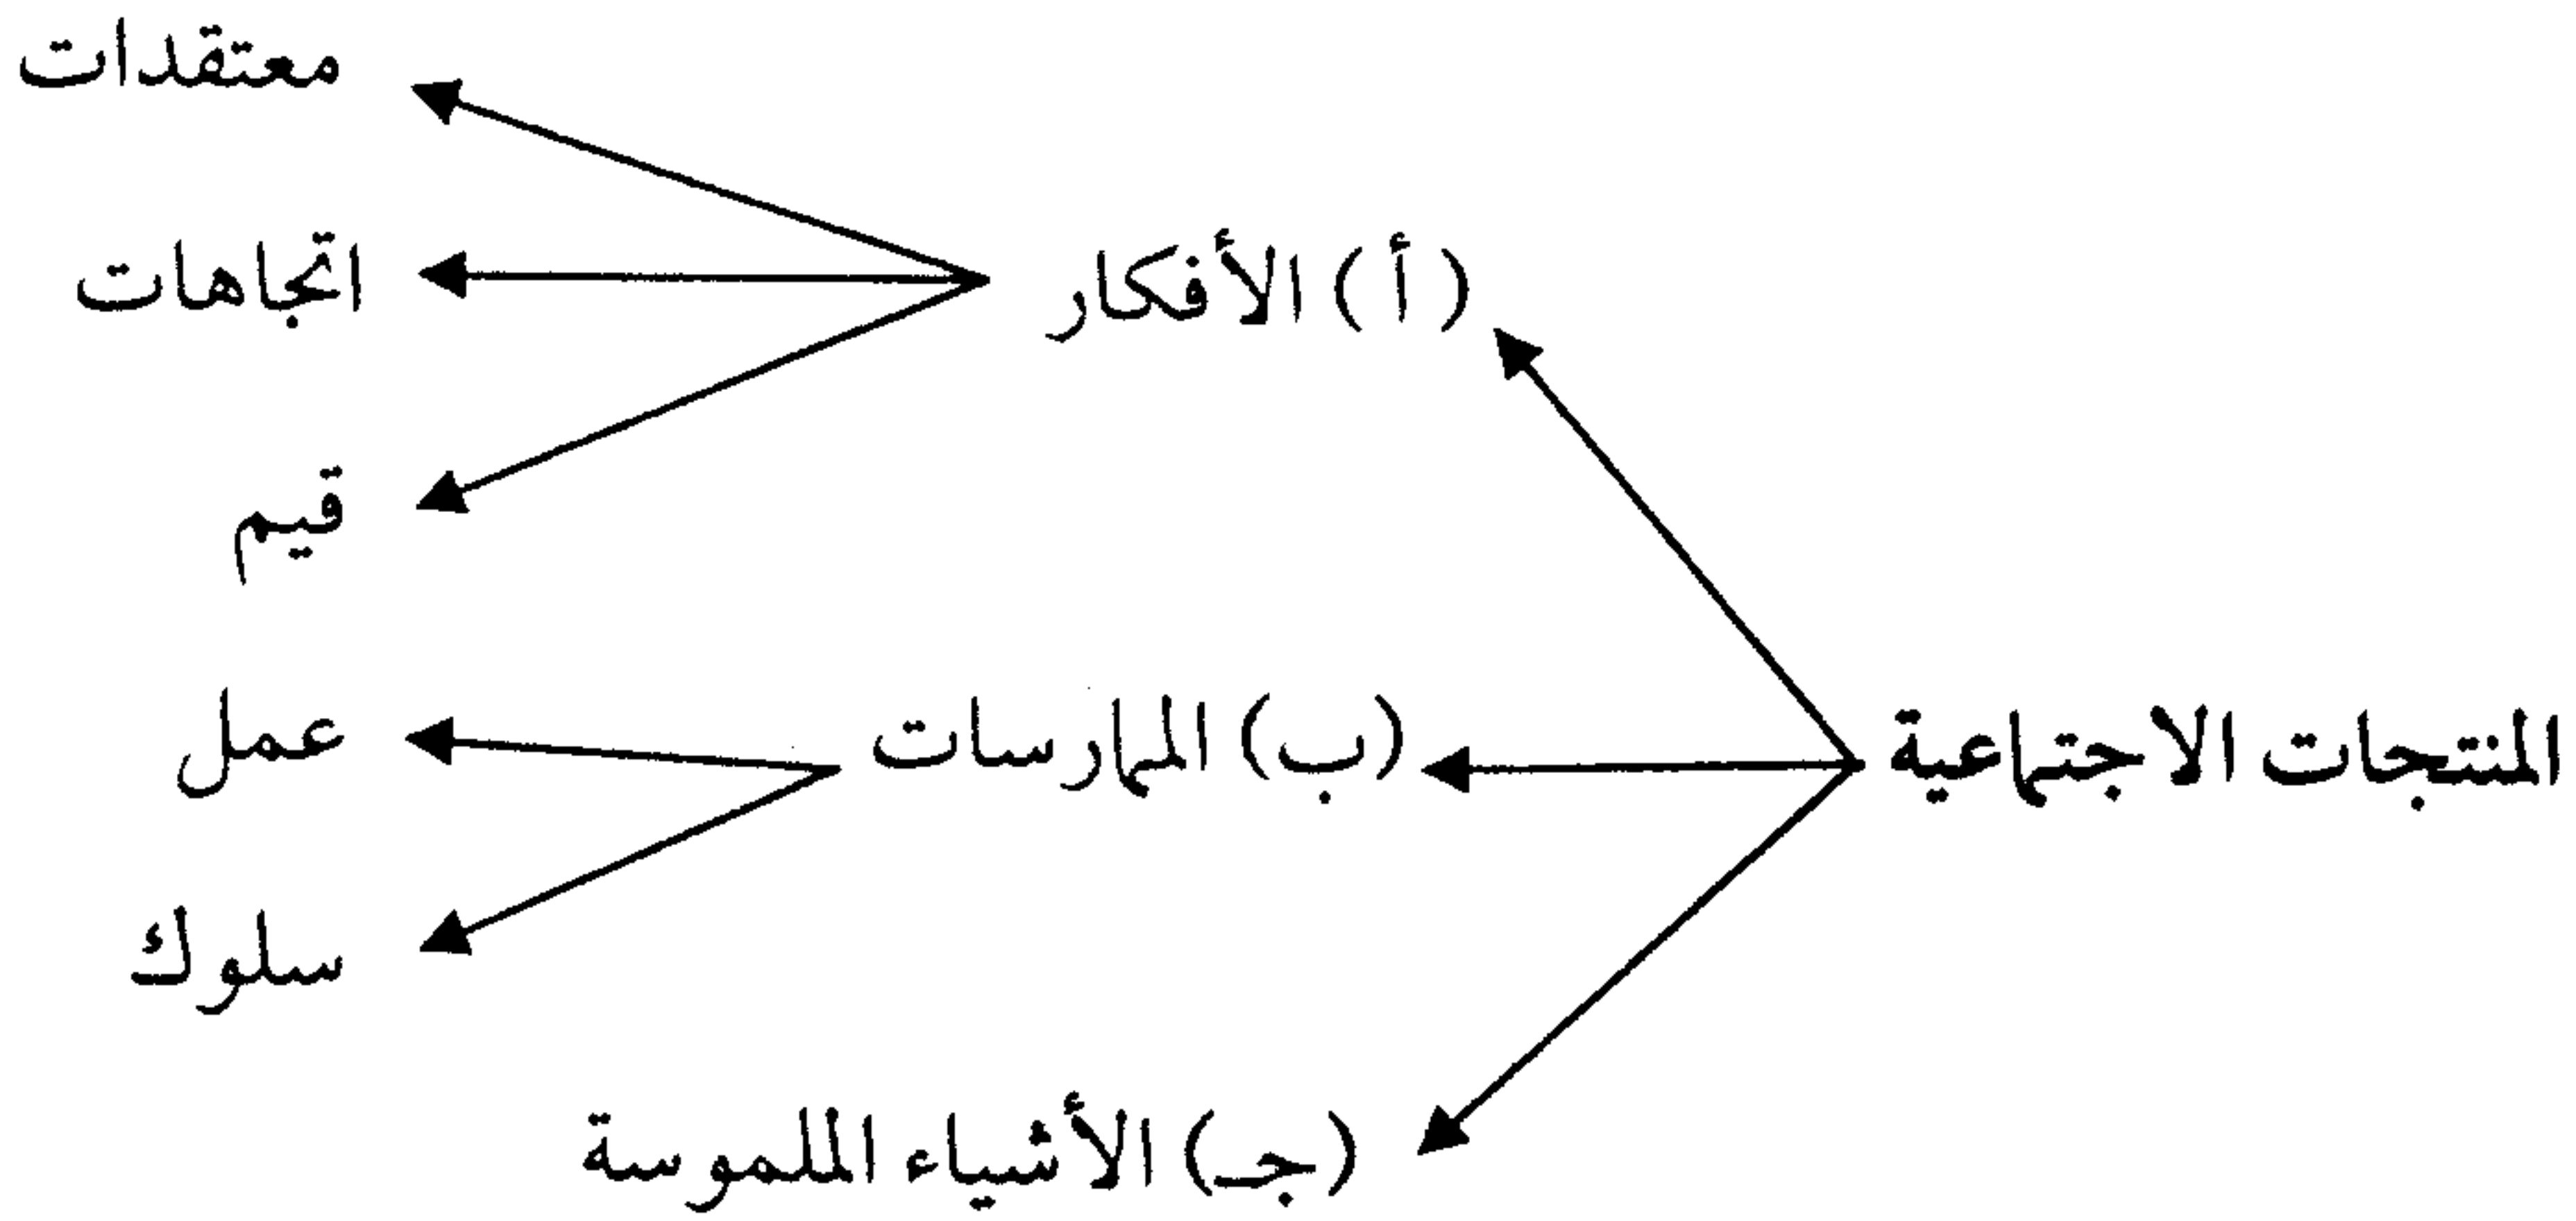 المنتجات الاجتماعية
( أ ) الأفكار
معتقدات
اتجاهات
قيم
(ب) الممارسات
عمل
سلوك
(جـ) الأشياء الملموسة